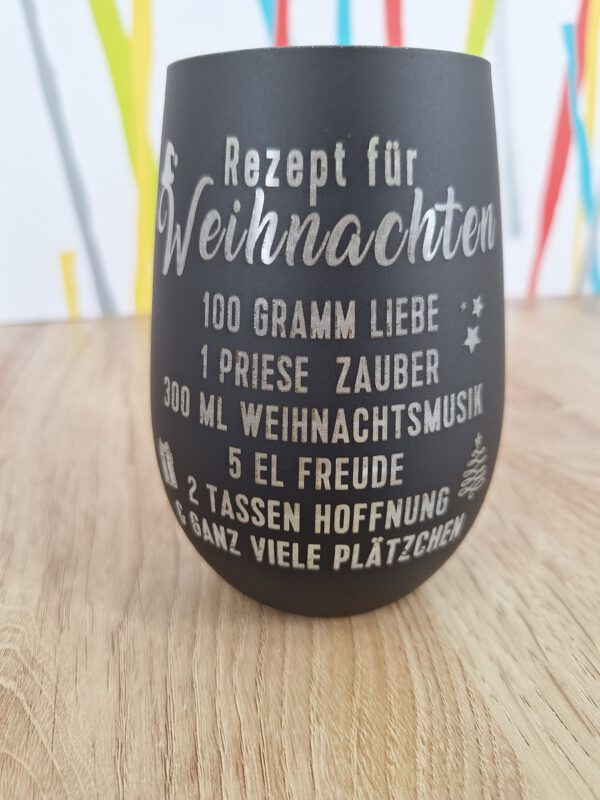 Rezept für
Weihnachten
100 GRAMM LIEBE
1 PRIESE ZAUBER
300 ML WEIHNACHTSMUSIK
5 EL FREUDE
2 TASSEN HOFFNUNG
& GANZ VIELE PLÄTZCHEN